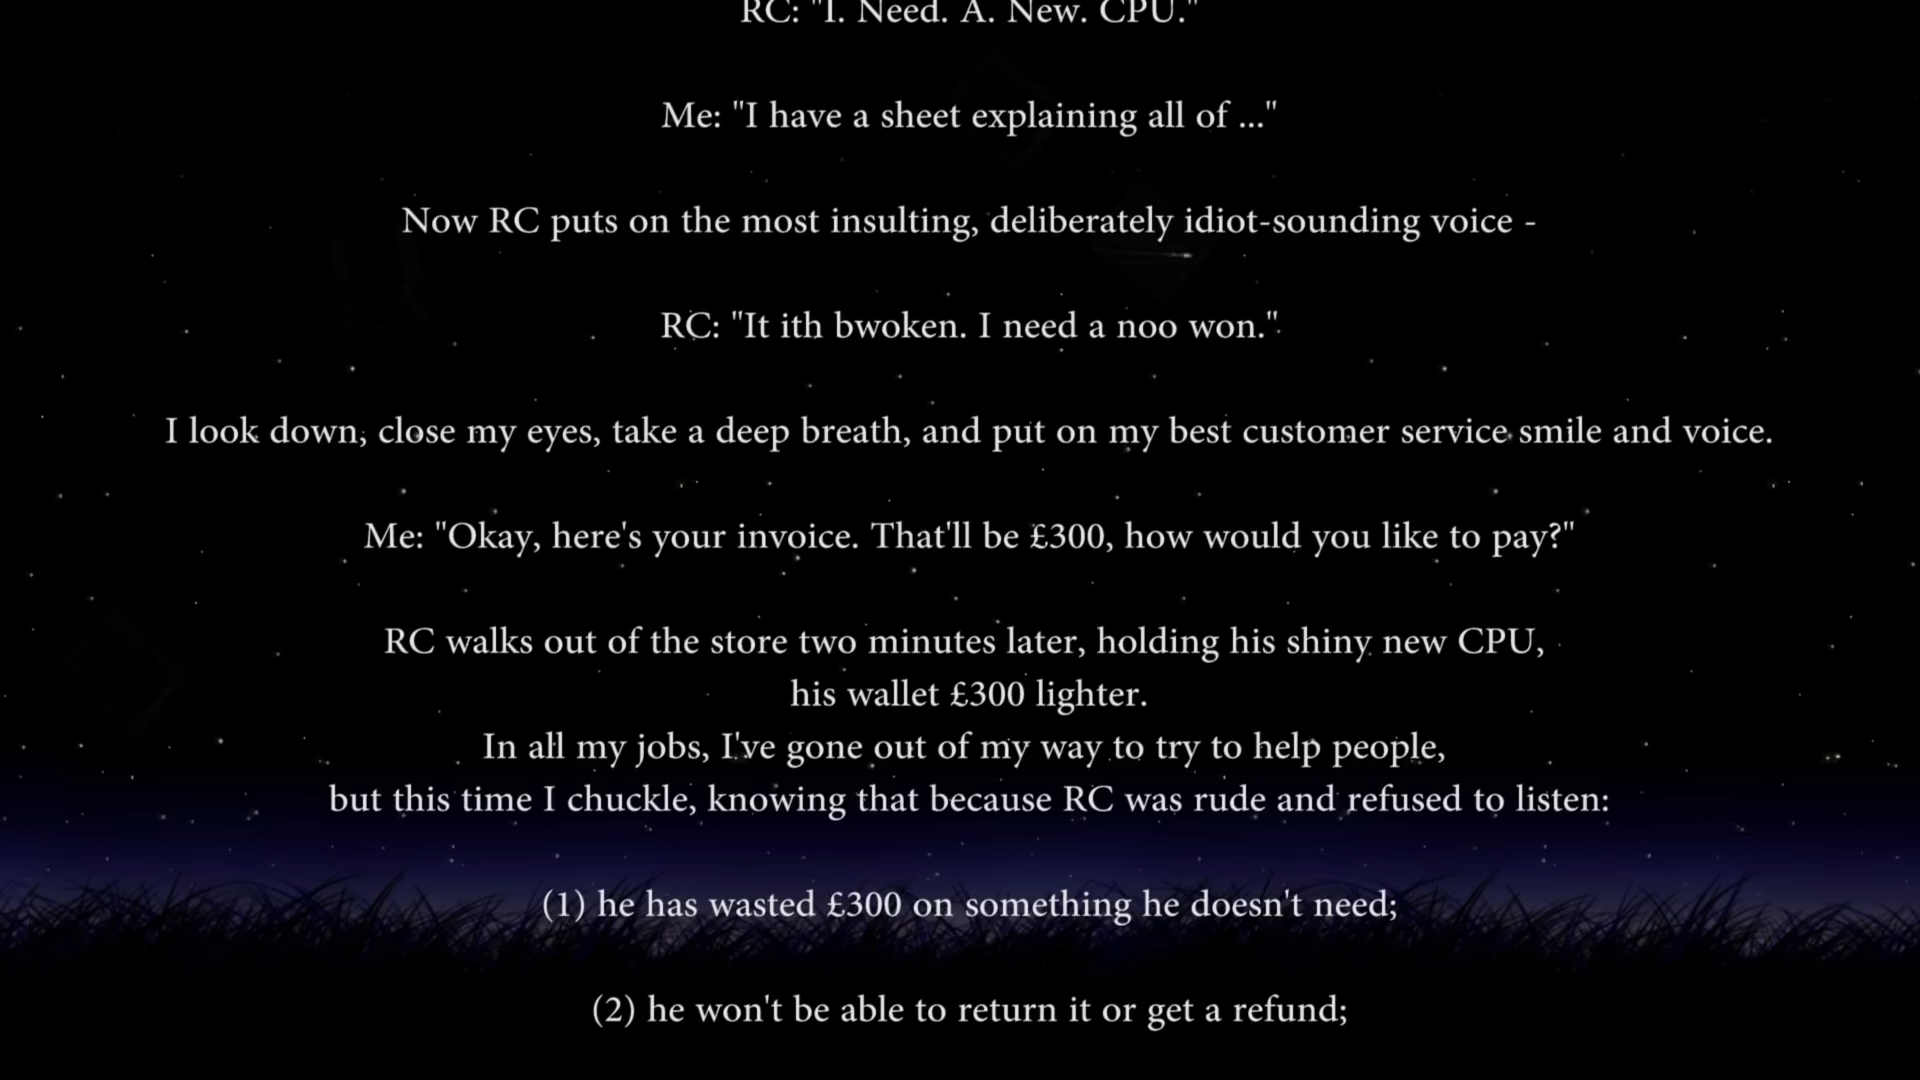 RC: "I. Need. A. New. CPU."
Me: "I have a sheet explaining all of ..."
Now RC puts on the most insulting, deliberately idiot-sounding voice -
RC: "It ith bwoken. I need a noo won."
I look down, close my eyes, take a deep breath, and put on my best customer service smile and voice.
Me: "Okay, here's your invoice. That'll be £300, how would you like to pay?"
RC walks out of the store two minutes later, holding his shiny new CPU,
his wallet £300 lighter.
In all my jobs, I've gone out of my way to try to help people,
but this time I chuckle, knowing that because RC was rude and refused to listen:
(1) he has wasted £300 on something he doesn't need;
(2) he won't be able to return it or get a refund;